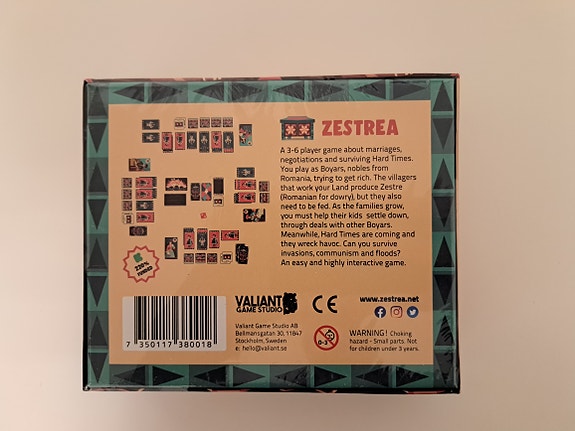 ZESTREA
A 3-6 player game about marriages,
negotiations and surviving Hard Times.
You play as Boyars, nobles from
Romania, trying to get rich. The villagers
that work your Land produce Zestre
(Romanian for dowry), but they also
need to be fed. As the families grow,
you must help their kids settle down,
through deals with other Boyars.
Meanwhile, Hard Times are coming and
they wreck havoc. Can you survive
invasions, communism and floods?
An easy and highly interactive game.
230%
FUNDED
7 350117 380018
VALIANT
GAME STUDIO
CE
Valiant Game Studio AB
Bellmansgatan 30, 11847
Stockholm, Sweden
e: hello@valiant.se
www.zestrea.net
0-3
WARNING! Choking
hazard - Small parts. Not
for children under 3 years.